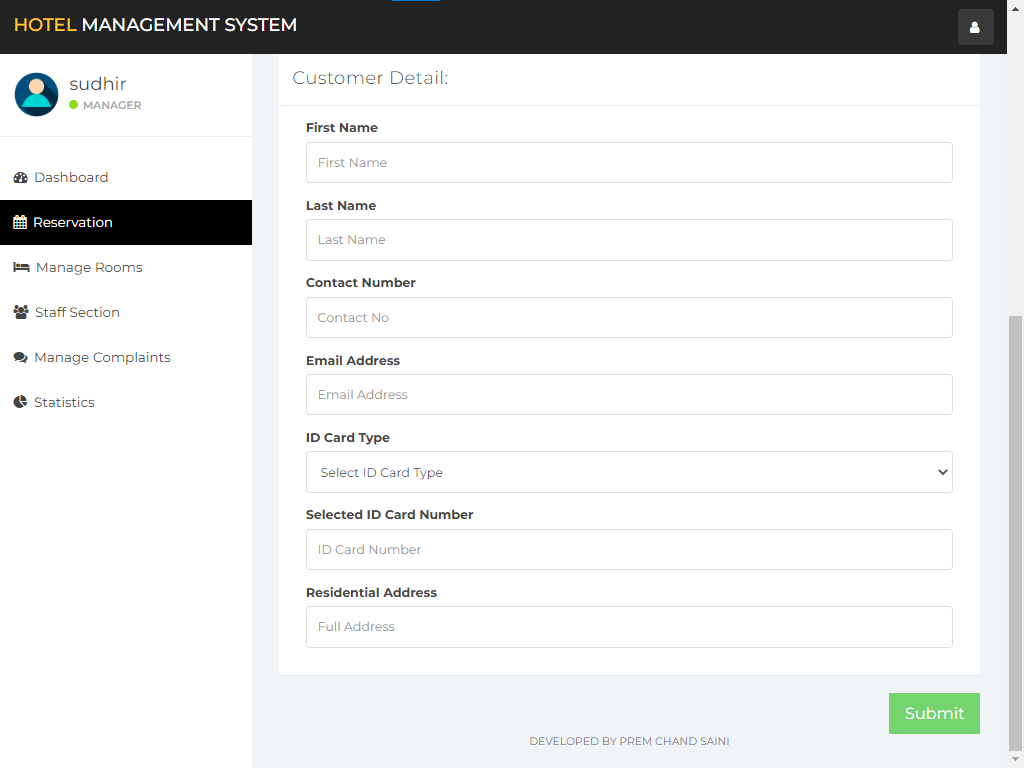 HOTEL MANAGEMENT SYSTEM
sudhir
MANAGER
Dashboard
Reservation
Manage Rooms
Staff Section
Manage Complaints
Statistics
Customer Detail:
First Name
First Name
Last Name
Last Name
Contact Number
Contact No
Email Address
Email Address
ID Card Type
Select ID Card Type
Selected ID Card Number
ID Card Number
Residential Address
Full Address
Submit
DEVELOPED BY PREM CHAND SAINI